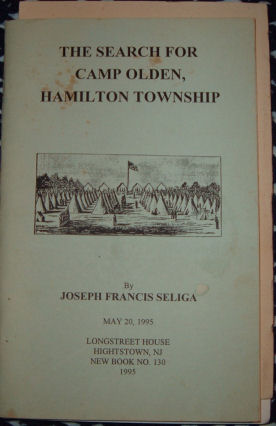 THE SEARCH FOR
CAMP OLDEN,
HAMILTON TOWNSHIP
By
JOSEPH FRANCIS SELIGA
MAY 20, 1995
LONGSTREET HOUSE
HIGHTSTOWN, NJ
NEW BOOK NO. 130
1995